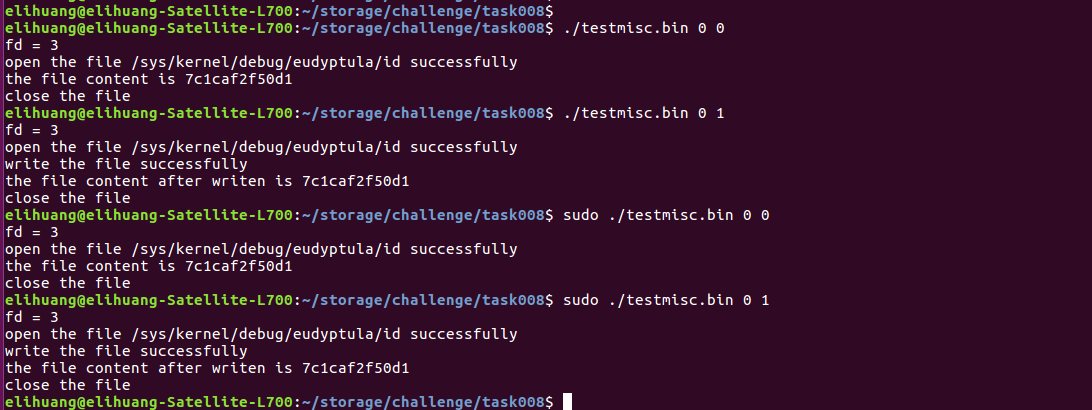 elihuang@elihuang-Satellite-L700:~/storage/challenge/task008$
elihuang@elihuang-Satellite-L700:~/storage/challenge/task008$ ./testmisc.bin 0 0
fd = 3
open the file /sys/kernel/debug/eudyptula/id successfully
the file content is 7c1caf2f50d1
close the file
elihuang@elihuang-Satellite-L700:~/storage/challenge/task008$ ./testmisc.bin 0 1
fd = 3
open the file /sys/kernel/debug/eudyptula/id successfully
write the file successfully
the file content after writen is 7c1caf2f50d1
close the file
elihuang@elihuang-Satellite-L700:~/storage/challenge/task008$ sudo ./testmisc.bin 0 0
fd = 3
open the file /sys/kernel/debug/eudyptula/id successfully
the file content is 7c1caf2f50d1
close the file
elihuang@elihuang-Satellite-L700:~/storage/challenge/task008$ sudo ./testmisc.bin 0 1
fd = 3
open the file /sys/kernel/debug/eudyptula/id successfully
write the file successfully
the file content after writen is 7c1caf2f50d1
close the file
elihuang@elihuang-Satellite-L700:~/storage/challenge/task008$